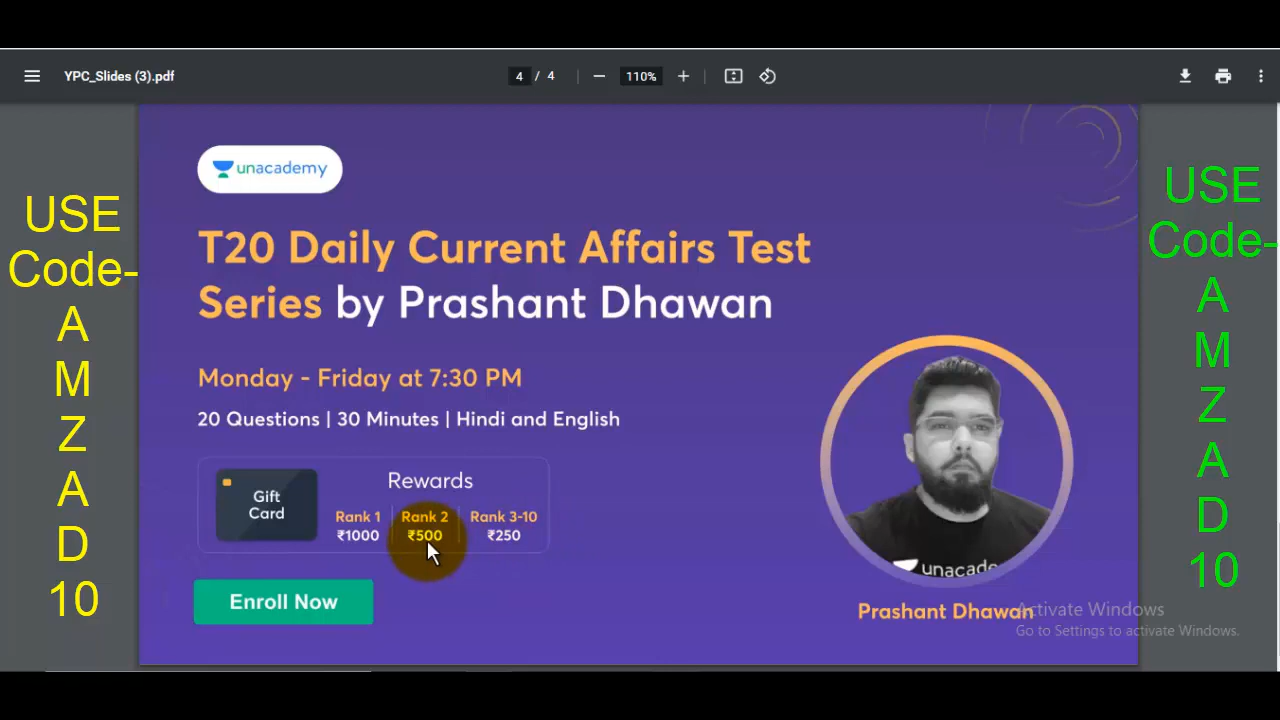 YPC_Slides (3).pdf
4 / 4
110%
unacademy
T20 Daily Current Affairs Test
Series by Prashant Dhawan
Monday - Friday at 7:30 PM
20 Questions | 30 Minutes | Hindi and English
Gift
Card
Rewards
Rank 1
₹1000
Rank 2
₹500
Rank 3-10
₹250
Enroll Now
unacade
Prashant Dhawan
Activate Windows
Go to Settings to activate Windows.
USE
Code-
A
M
Z
A
D
10
USE
Code-
A
M
Z
A
D
10